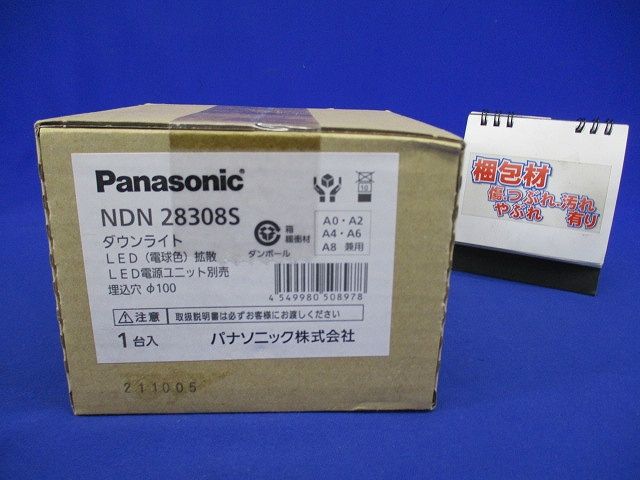 Panasonic
NDN 28308S
ダウンライト
LED（電球色）拡散
LED電源ユニット別売
埋込穴 φ100
10
箱
緩衝材
ダンボール
A0・A2
A4・A6
A8 兼用
4 549980 508978
注意
取扱説明書は必ずお客様にお渡しください
1台入
パナソニック株式会社
211005
梱包材
傷、つぶれ、汚れ
やぶれ 有り